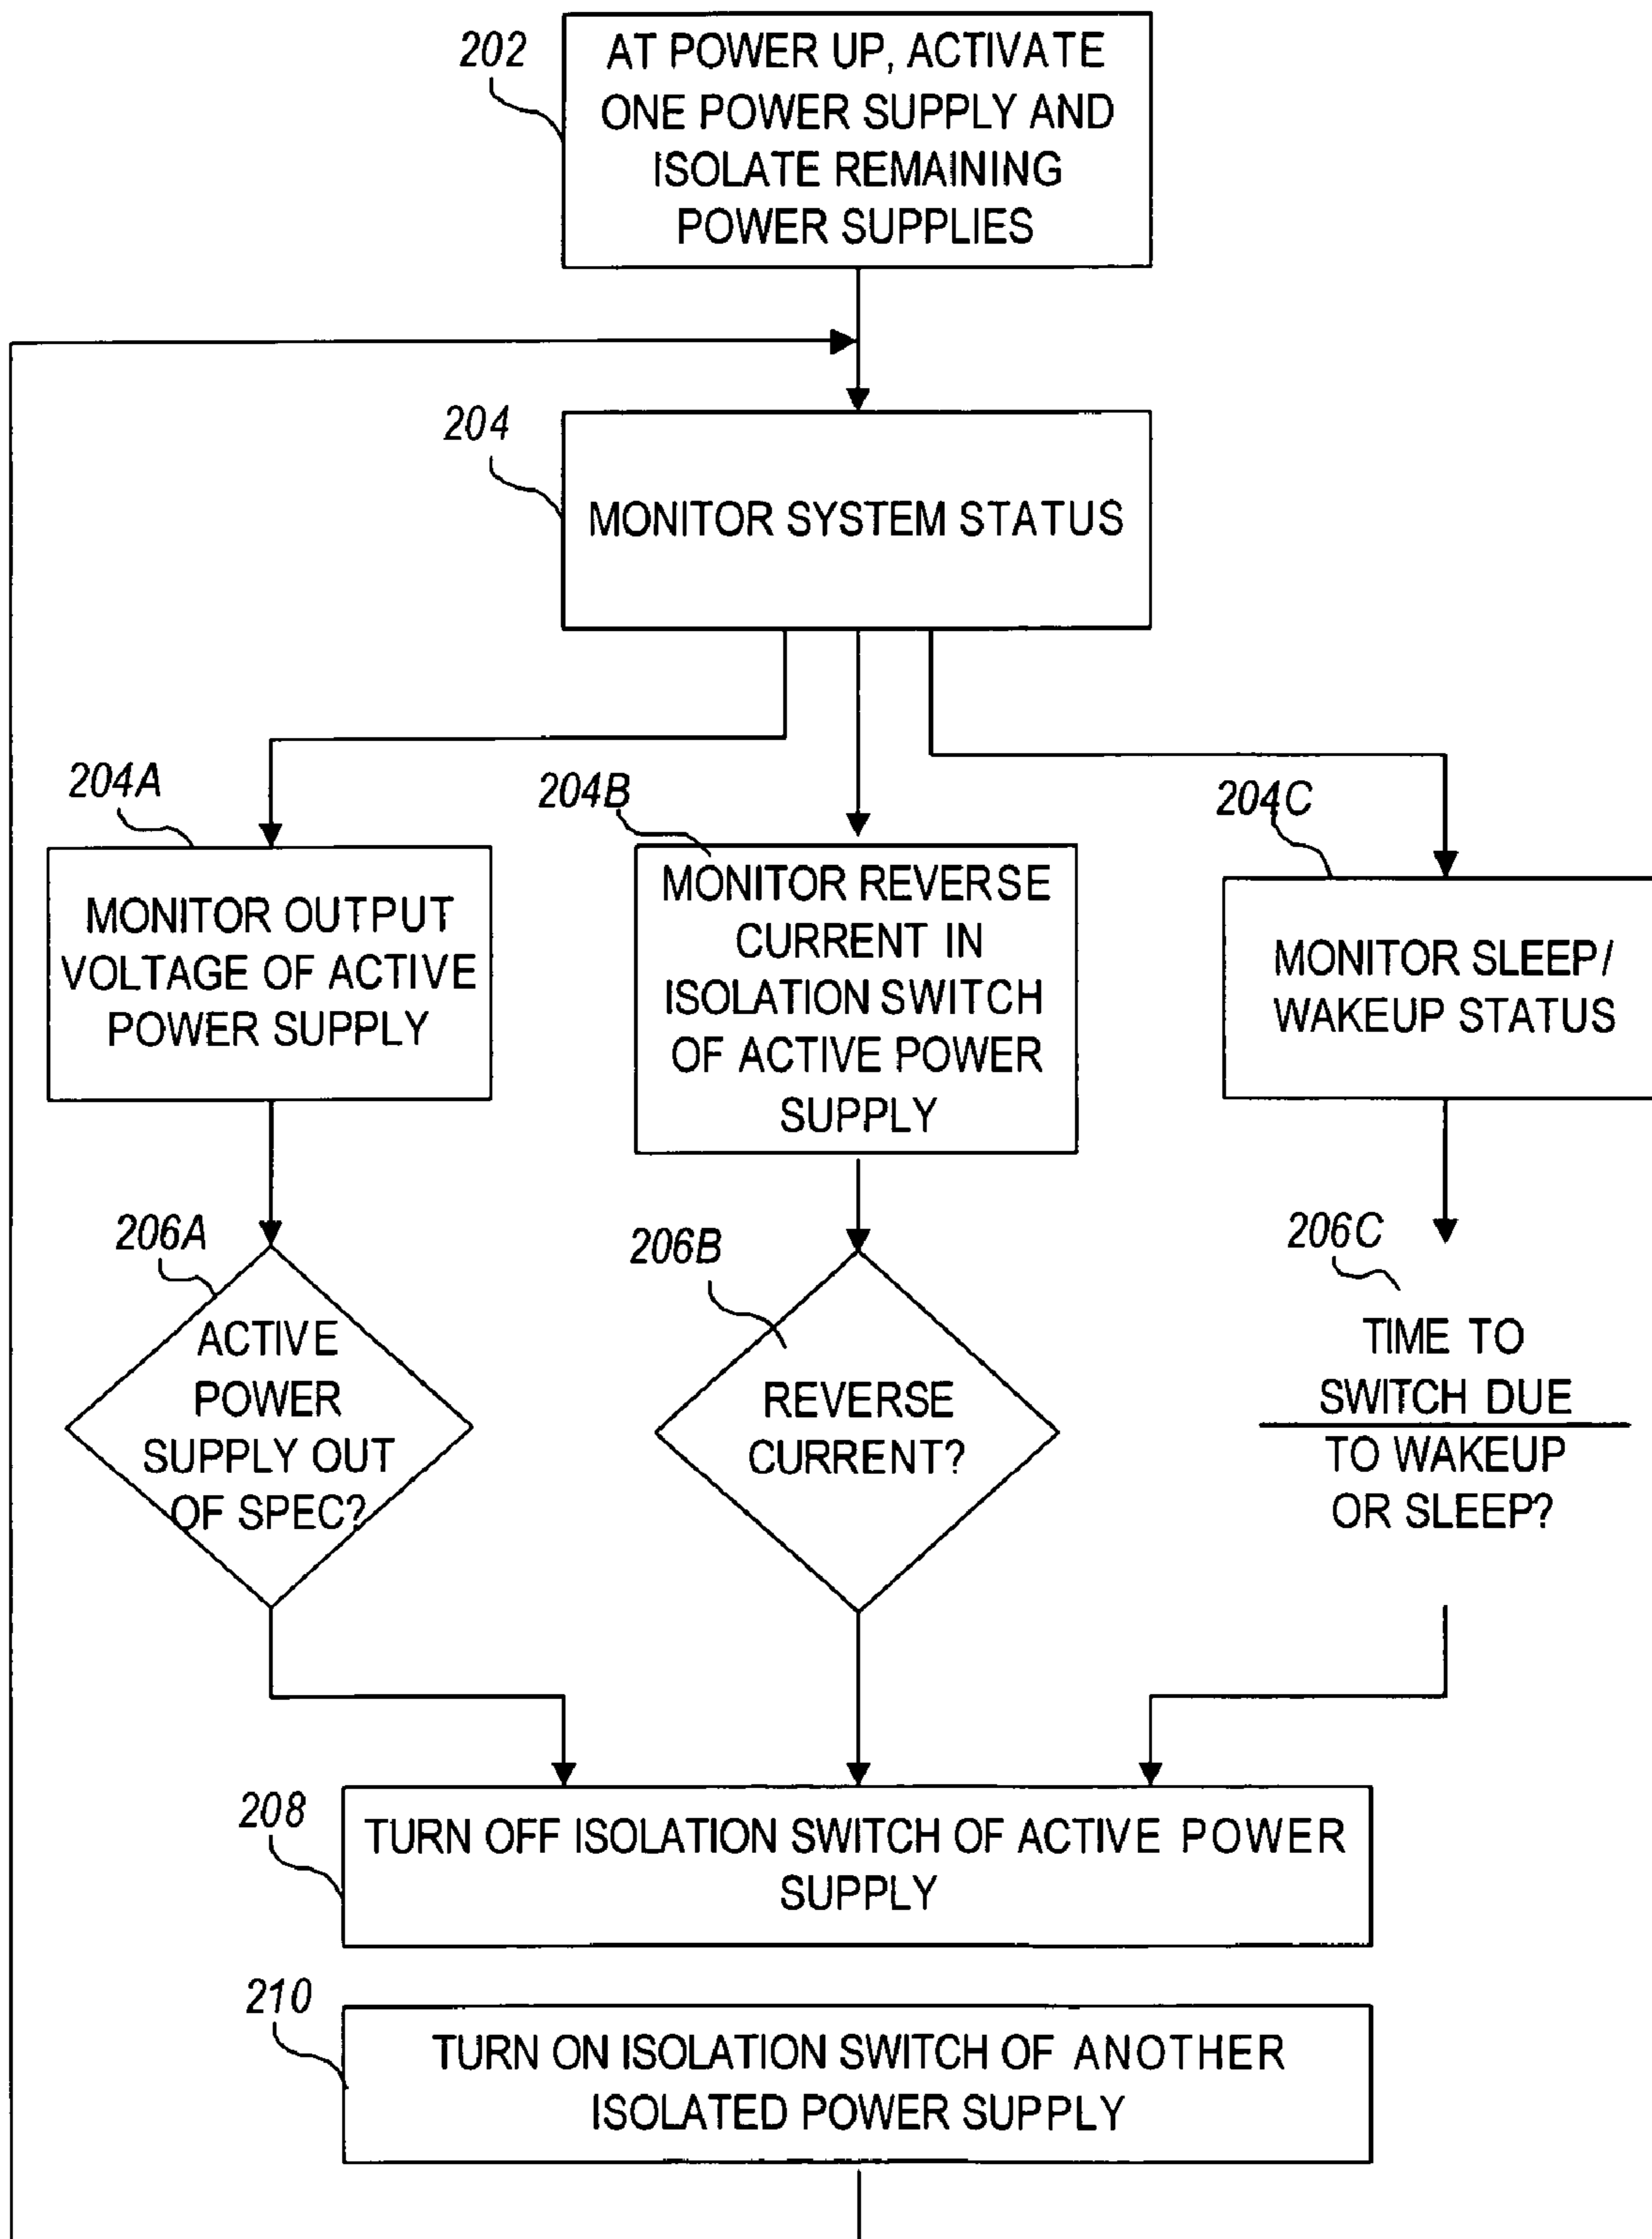 202
AT POWER UP, ACTIVATE
ONE POWER SUPPLY AND
ISOLATE REMAINING
POWER SUPPLIES
204
MONITOR SYSTEM STATUS
204A
MONITOR OUTPUT
VOLTAGE OF ACTIVE
POWER SUPPLY
204B
MONITOR REVERSE
CURRENT IN
ISOLATION SWITCH
OF ACTIVE POWER
SUPPLY
204C
MONITOR SLEEP/
WAKEUP STATUS
206A
ACTIVE
POWER
SUPPLY OUT
OF SPEC?
206B
REVERSE
CURRENT?
206C
TIME TO
SWITCH DUE
TO WAKEUP
OR SLEEP?
208
TURN OFF ISOLATION SWITCH OF ACTIVE POWER
SUPPLY
210
TURN ON ISOLATION SWITCH OF ANOTHER
ISOLATED POWER SUPPLY